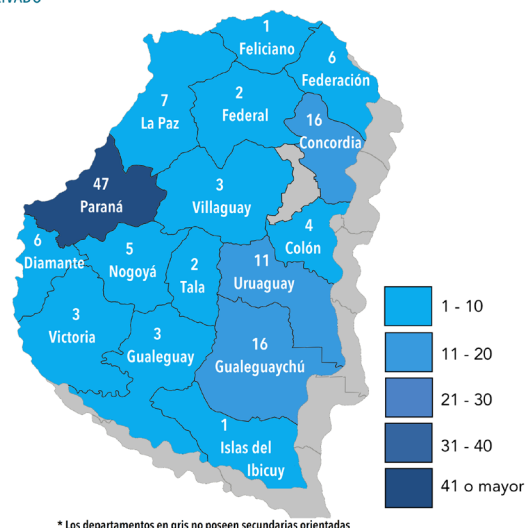 1
Feliciano
6
Federación
7
La Paz
2
Federal
16
Concordia
47
Paraná
3
Villaguay
4
Colón
6
Diamante
5
Nogoyá
2
Tala
11
Uruaguay
3
Victoria
3
Gualeguay
16
Gualeguaychú
1
Islas del
Ibicuy
1 - 10
11 - 20
21 - 30
31 - 40
41 o mayor
* Los departamentos en gris no poseen secundarias orientadas